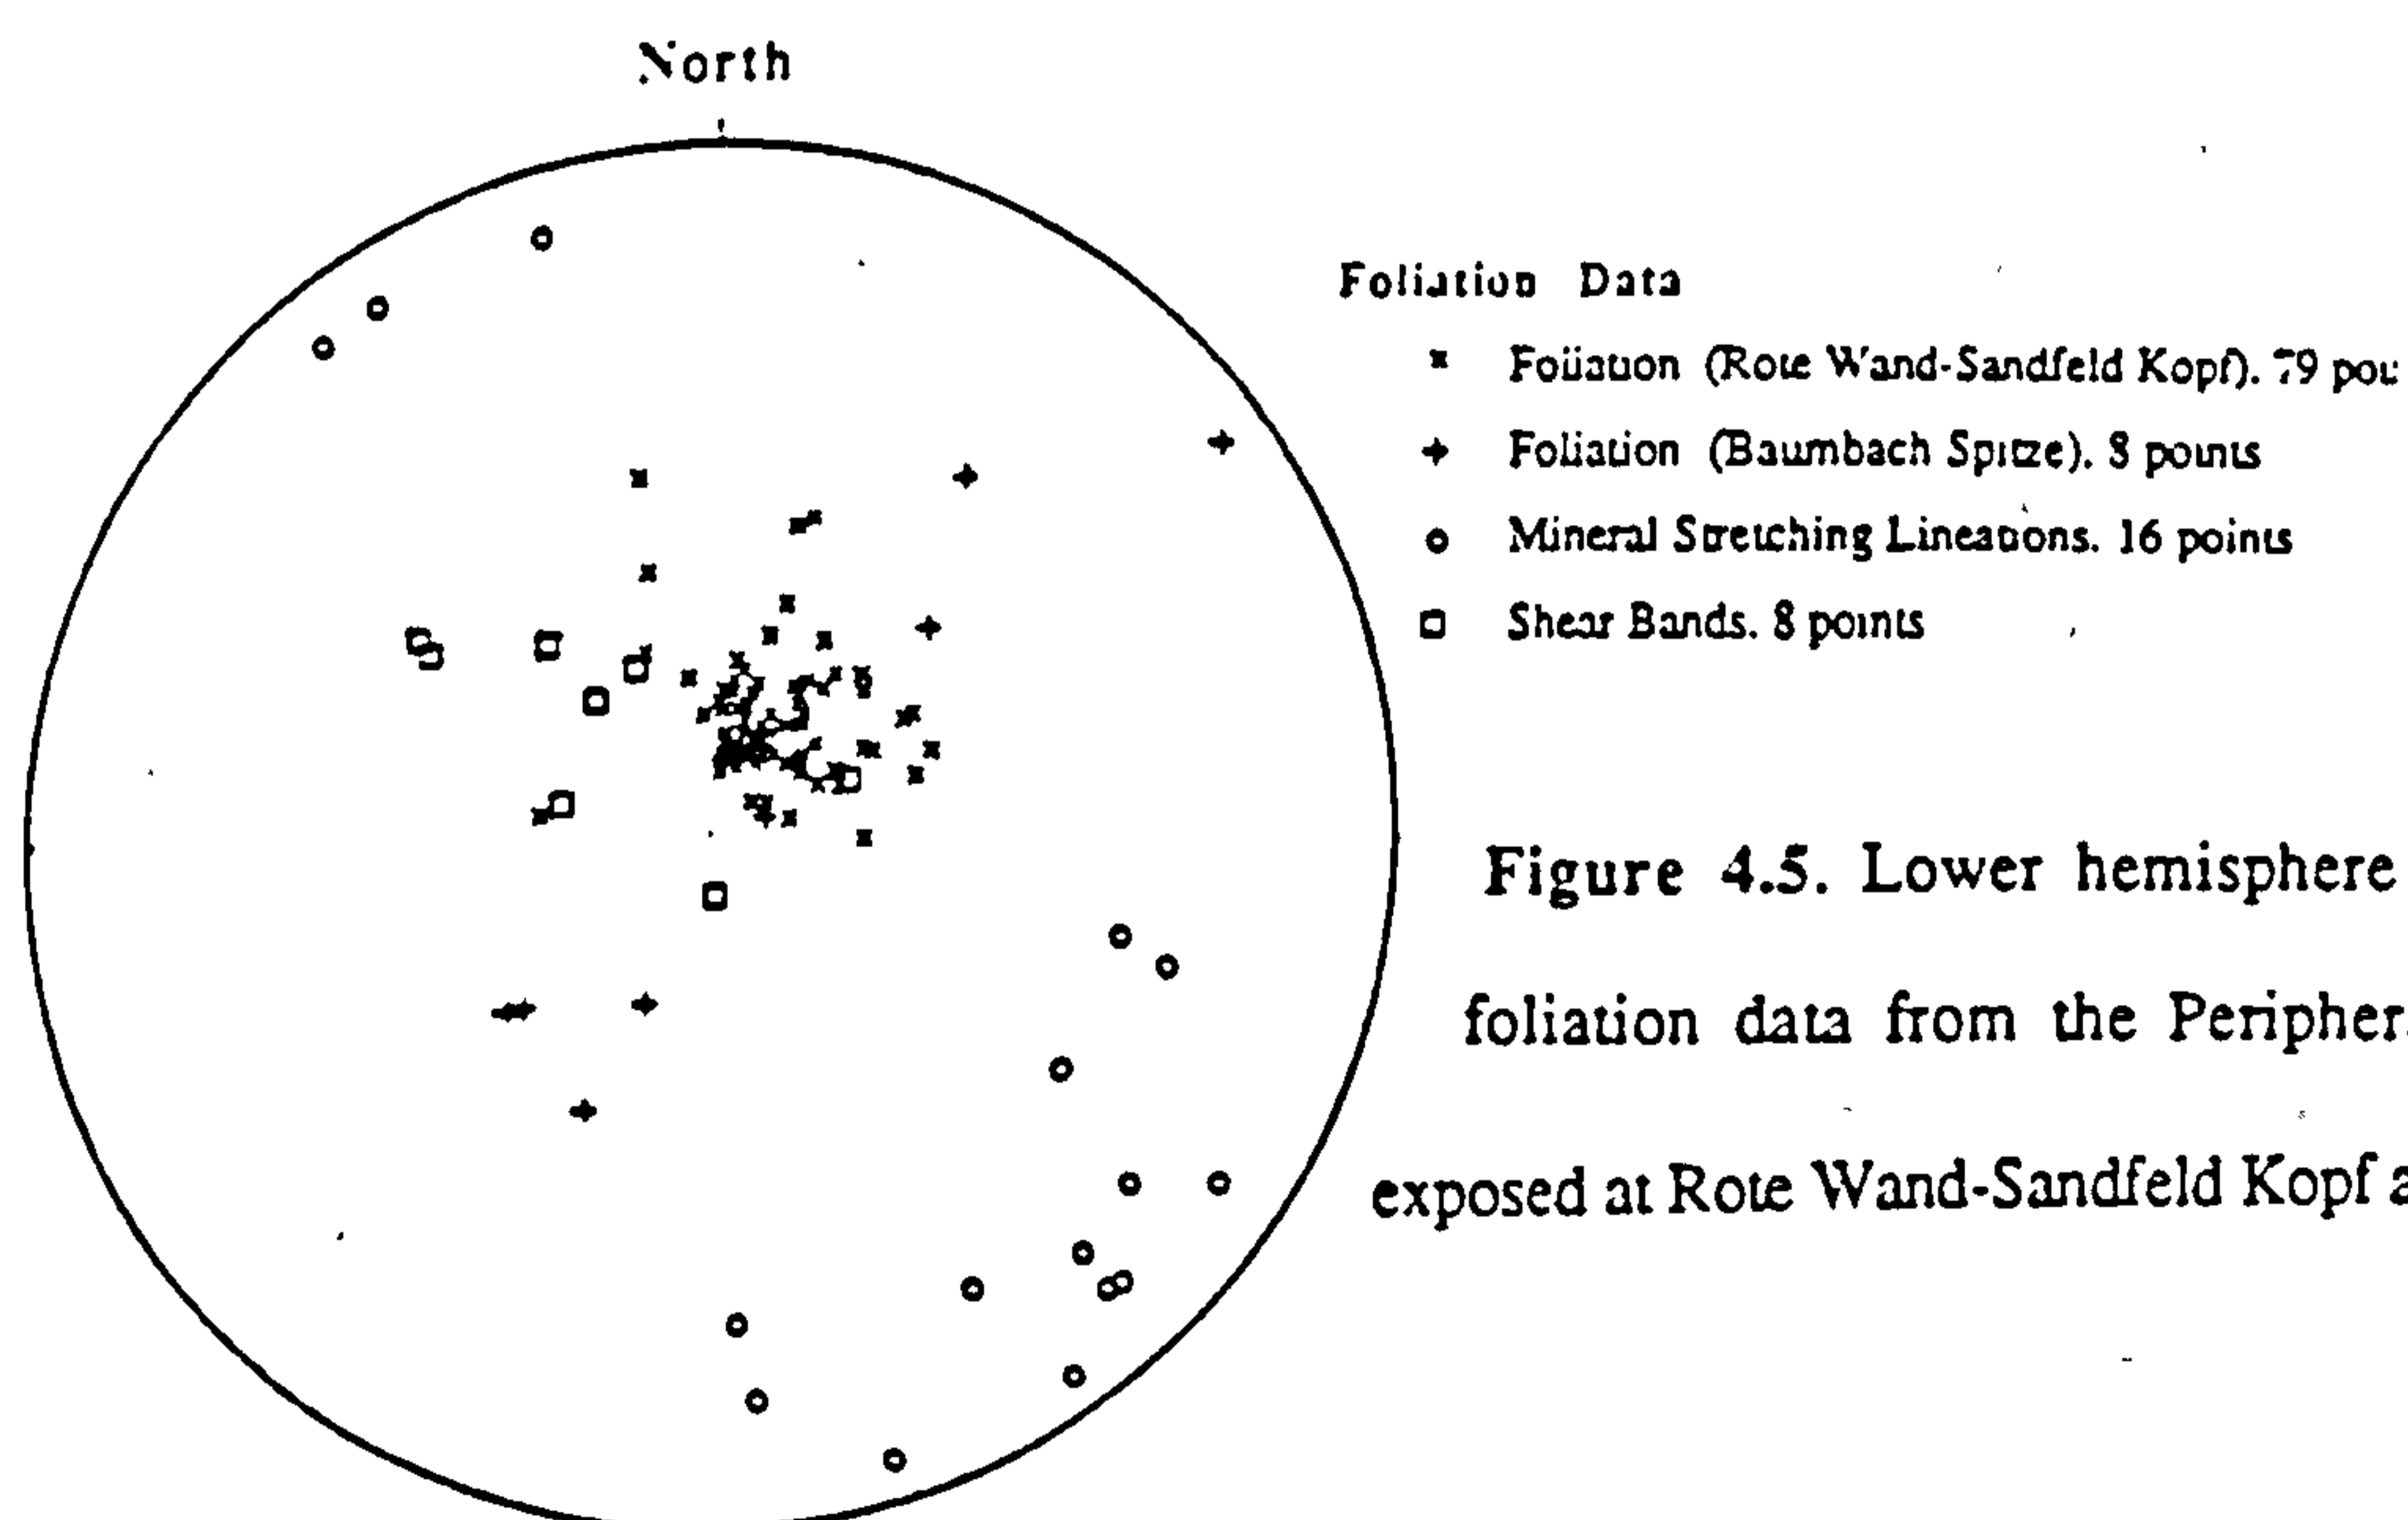 North
Foliation Data
Foliation (Rote Wand-Sandfeld Kopf). 79
Foliation (Baumbach Spitze). 8 points
Mineral Stretching Lineations. 16 points
Shear Bands. 8 points
Figure 4.5. Lower hemisphere
foliation data from the Peripher
exposed at Rote Wand-Sandfeld Kopf a